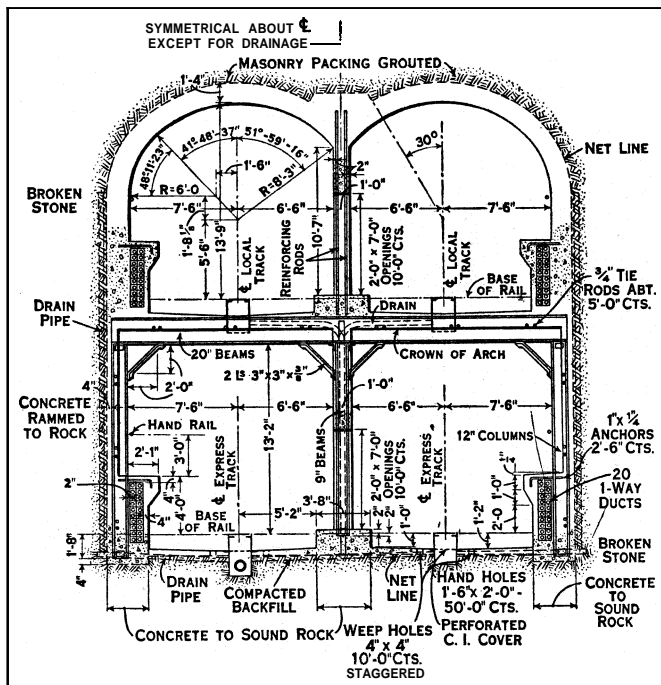 SYMMETRICAL ABOUT ℄
EXCEPT FOR DRAINAGE
MASONRY PACKING GROUTED
1'-4"
41°-48'-37"
51°-59'-16"
48°-11'-23"
30°
NET LINE
1'-6"
R=8'-3"
2"
R=6'-0
1'-0"
BROKEN
STONE
7'-6"
6'-6"
6'-6"
7'-6"
1'-8⅛"
5'-6"
13'-9"
℄ LOCAL
TRACK
REINFORCING
RODS
10'-7"
2'-0" x 7'-0"
OPENINGS
10'-0" CTS.
℄ LOCAL
TRACK
BASE
OF RAIL
¾" TIE
RODS ABT.
5'-0" CTS.
DRAIN
PIPE
DRAIN
20" BEAMS
CROWN OF ARCH
2 Ls 3" x 3" x ⅜"
4"
2'-0"
1'-0"
CONCRETE
RAMMED
TO ROCK
7'-6"
6'-6"
6'-6"
7'-6"
HAND RAIL
3'-0"
13'-2"
9" BEAMS
12" COLUMNS
1" x 1¼"
ANCHORS
2'-6" CTS.
2'-1"
℄ EXPRESS
TRACK
2'-0" x 7'-0"
OPENINGS
10'-0" CTS.
℄ EXPRESS
TRACK
4"
1'-0"
2'-0
20
1-WAY
DUCTS
2"
4"
4'-0"
4"
BASE
OF RAIL
5'-2"
3'-8"
2"
2"
1'-0"
1'-2"
1'-8"
4"
BROKEN
STONE
DRAIN
PIPE
COMPACTED
BACKFILL
NET
LINE
HAND HOLES
1'-6" x 2'-0"-
50'-0" CTS.
CONCRETE
TO
SOUND
ROCK
CONCRETE TO SOUND ROCK
WEEP HOLES
4" x 4"
10'-0" CTS.
STAGGERED
PERFORATED
C. I. COVER